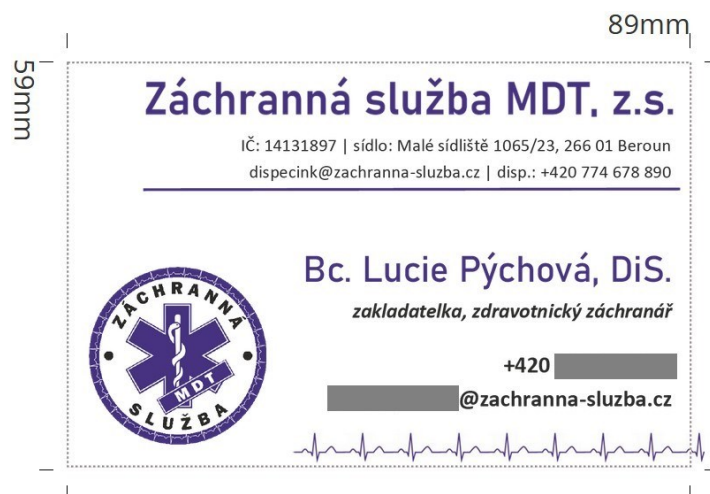 89mm
59mm
Záchranná služba MDT, z.s.
IČ: 14131897 | sídlo: Malé sídliště 1065/23, 266 01 Beroun
dispecink@zachranna-sluzba.cz | disp.: +420 774 678 890
Bc. Lucie Pýchová, DiS.
zakladatelka, zdravotnický záchranář
+420
@zachranna-sluzba.cz
ZÁCHRANNÁ
MDT
SLUŽBA